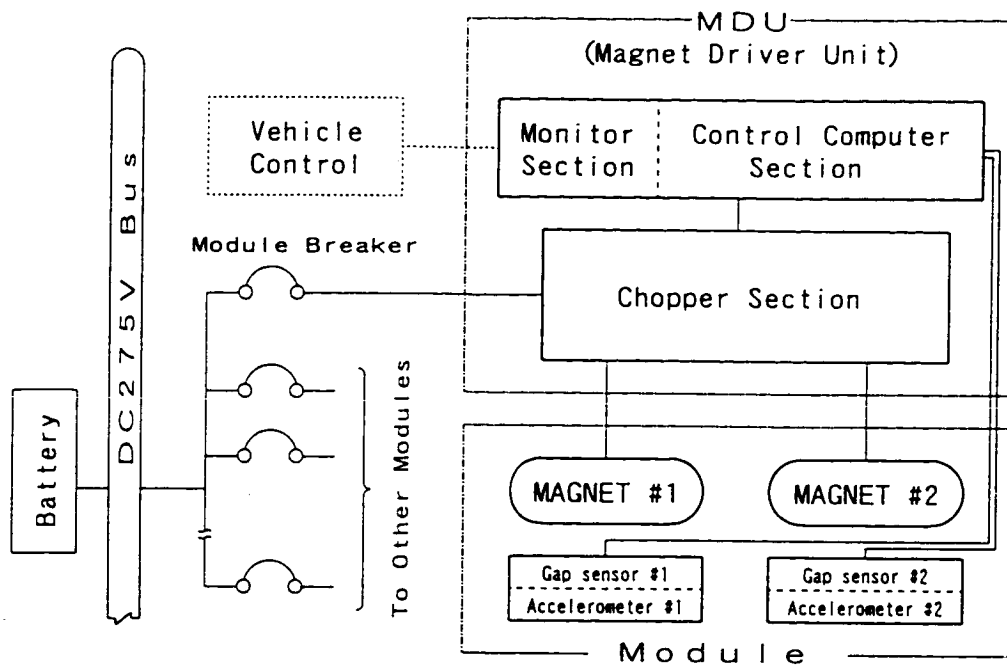 MDU
(Magnet Driver Unit)
Vehicle
Control
Monitor
Section
Control Computer
Section
Module Breaker
Chopper Section
DC275V Bus
Battery
To Other Modules
MAGNET #1
MAGNET #2
Gap sensor #1
Accelerometer #1
Gap sensor #2
Accelerometer #2
Module